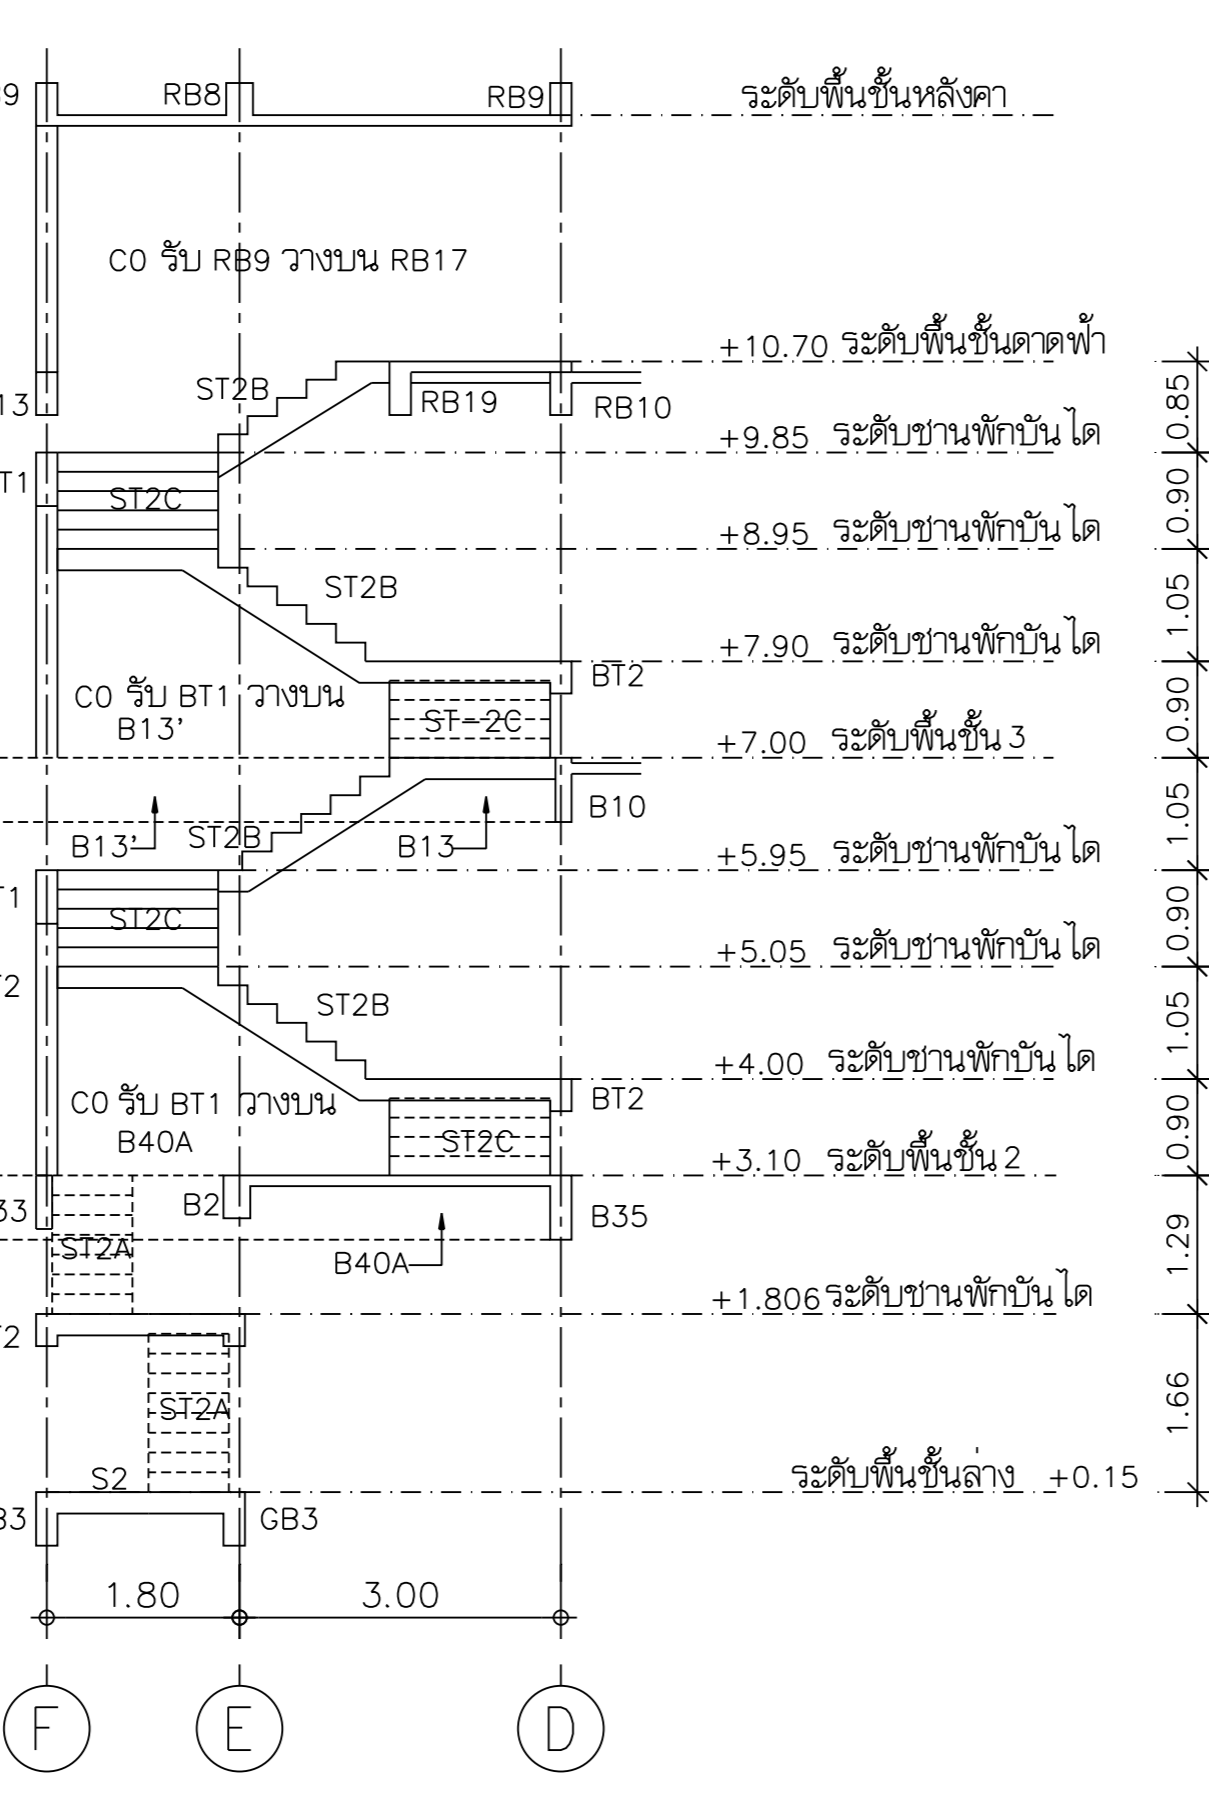 RB8
RB9
ระดับพื้นชั้นหลังคา
C0 รับ RB9 วางบน RB17
+10.70 ระดับพื้นชั้นดาดฟ้า
ST2B
RB19
RB10
0.85
+9.85 ระดับชานพักบันได
ST2C
0.90
+8.95 ระดับชานพักบันได
ST2B
1.05
+7.90 ระดับชานพักบันได
BT2
C0 รับ BT1 วางบน
B13'
ST-2C
0.90
+7.00 ระดับพื้นชั้น 3
B10
B13'
ST2B
B13
1.05
+5.95 ระดับชานพักบันได
ST2C
0.90
+5.05 ระดับชานพักบันได
ST2B
1.05
+4.00 ระดับชานพักบันได
BT2
C0 รับ BT1 วางบน
B40A
ST2C
0.90
+3.10 ระดับพื้นชั้น 2
B2
B35
ST2A
B40A
1.29
+1.806 ระดับชานพักบันได
ST2A
1.66
S2
ระดับพื้นชั้นล่าง +0.15
GB3
1.80
3.00
F
E
D